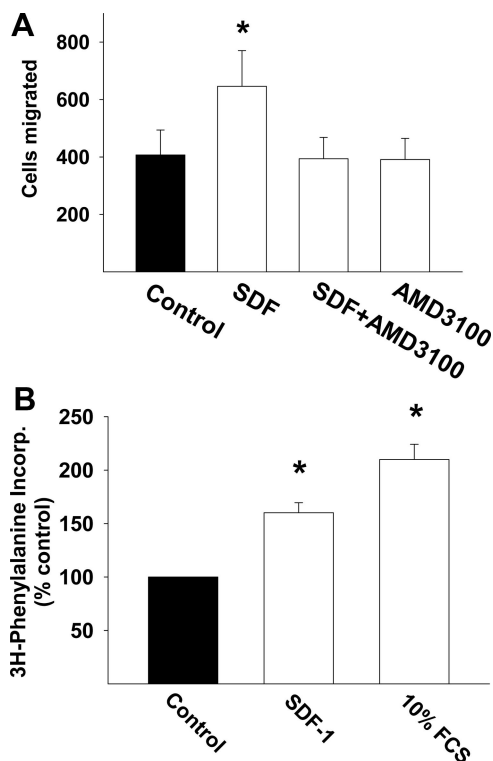 A
800
*
600
400
200
Cells migrated
Control
SDF
SDF+AMD3100
AMD3100
B
250
*
200
*
150
100
50
3H-Phenylalanine Incorp.
(% control)
Control
SDF-1
10% FCS